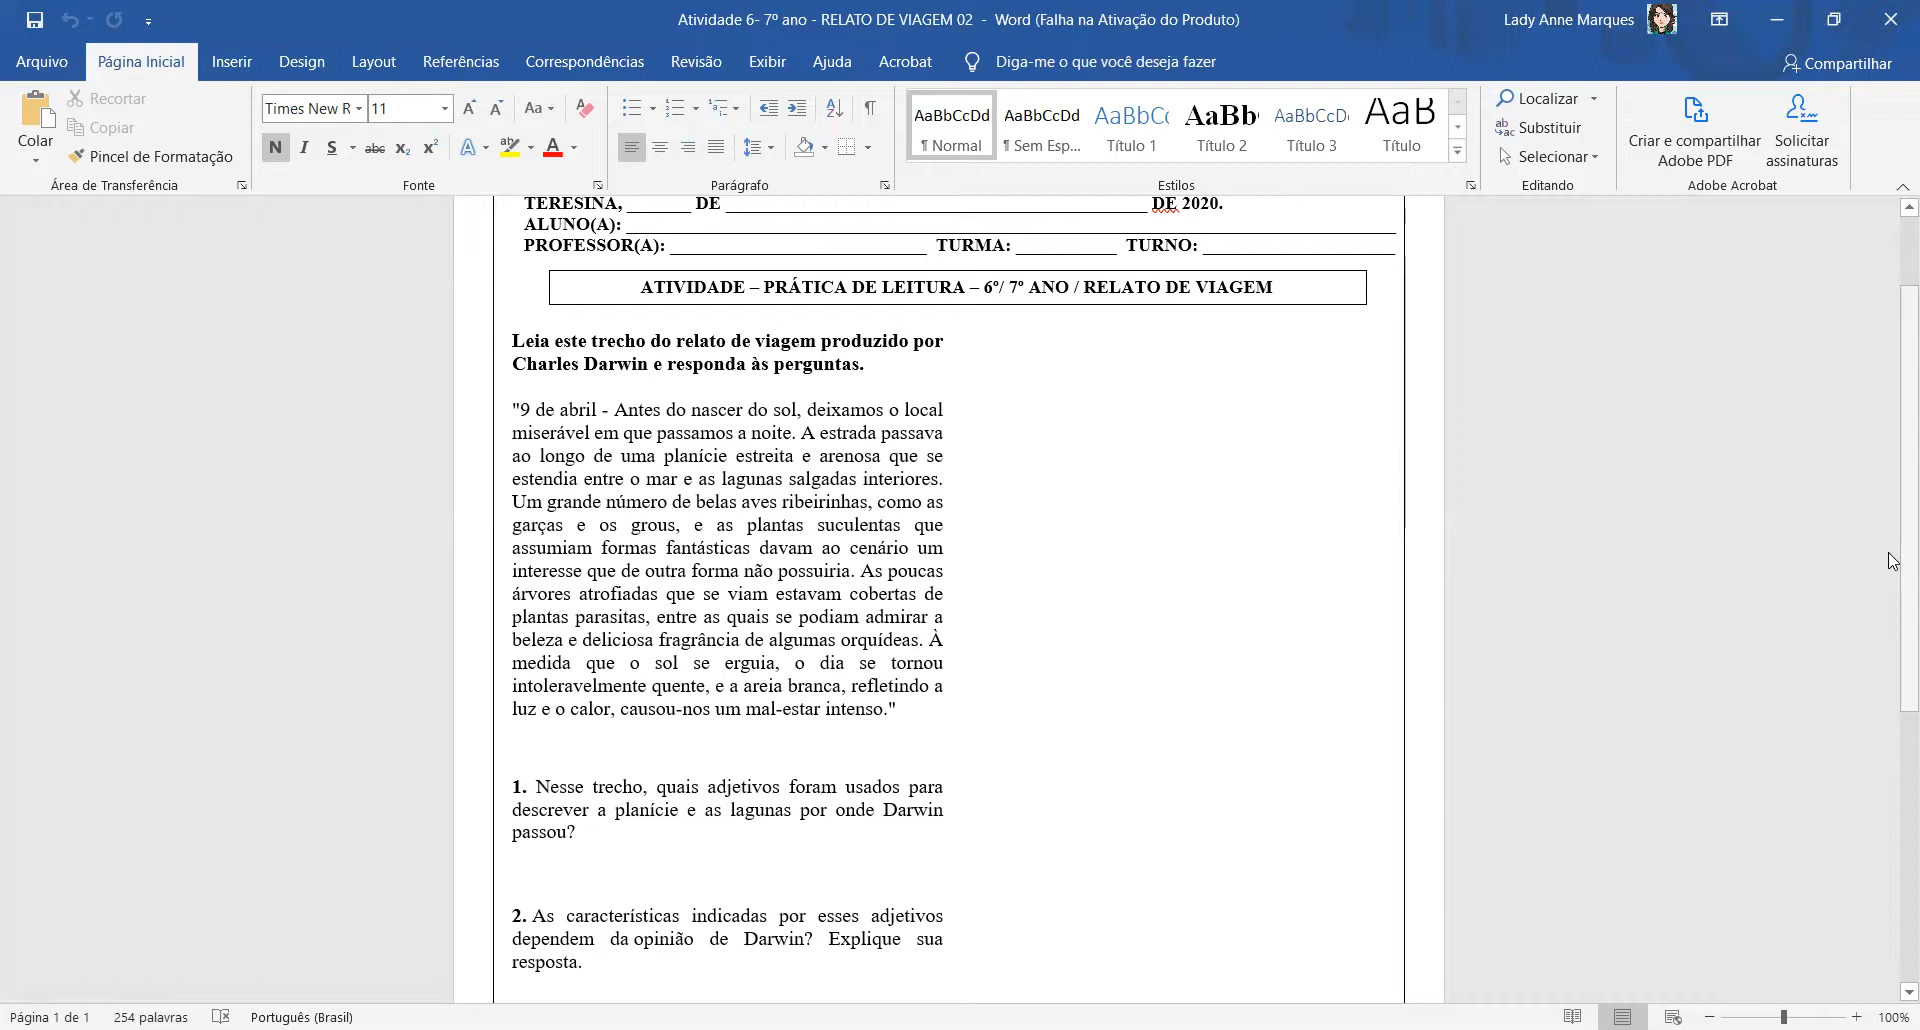 Atividade 6- 7º ano - RELATO DE VIAGEM 02 - Word (Falha na Ativação do Produto)
Lady Anne Marques
Arquivo Página Inicial Inserir Design Layout Referências Correspondências Revisão Exibir Ajuda Acrobat Diga-me o que você deseja fazer Compartilhar
Colar
Recortar
Copiar
Pincel de Formatação
Área de Transferência
Times New R 11
Aa
N I S abc x₂ x² A ab A
Fonte
Parágrafo
AaBbCcDd AaBbCcDd AaBbCc AaBb AaBbCcD AaB
¶ Normal ¶ Sem Esp... Título 1 Título 2 Título 3 Título
Estilos
Localizar
Substituir
Selecionar
Editando
Criar e compartilhar
Adobe PDF
Solicitar
assinaturas
Adobe Acrobat
TERESINA, _______ DE ______________________________________________ DE 2020.
ALUNO(A): ____________________________________________________________________________________
PROFESSOR(A): ____________________________ TURMA: ___________ TURNO: _____________________
ATIVIDADE – PRÁTICA DE LEITURA – 6º/ 7º ANO / RELATO DE VIAGEM
Leia este trecho do relato de viagem produzido por
Charles Darwin e responda às perguntas.
"9 de abril - Antes do nascer do sol, deixamos o local
miserável em que passamos a noite. A estrada passava
ao longo de uma planície estreita e arenosa que se
estendia entre o mar e as lagunas salgadas interiores.
Um grande número de belas aves ribeirinhas, como as
garças e os grous, e as plantas suculentas que
assumiam formas fantásticas davam ao cenário um
interesse que de outra forma não possuiria. As poucas
árvores atrofiadas que se viam estavam cobertas de
plantas parasitas, entre as quais se podiam admirar a
beleza e deliciosa fragrância de algumas orquídeas. À
medida que o sol se erguia, o dia se tornou
intoleravelmente quente, e a areia branca, refletindo a
luz e o calor, causou-nos um mal-estar intenso."
1. Nesse trecho, quais adjetivos foram usados para
descrever a planície e as lagunas por onde Darwin
passou?
2. As características indicadas por esses adjetivos
dependem da opinião de Darwin? Explique sua
resposta.
Página 1 de 1 254 palavras Português (Brasil) 100%